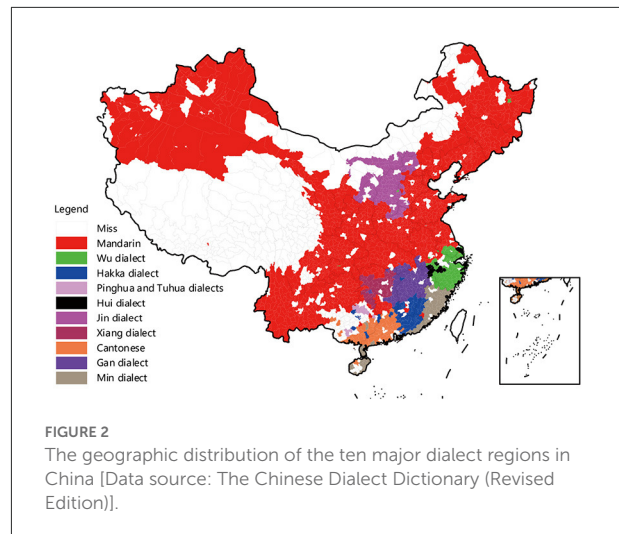 Legend
Miss
Mandarin
Wu dialect
Hakka dialect
Pinghua and Tuhua dialects
Hui dialect
Jin dialect
Xiang dialect
Cantonese
Gan dialect
Min dialect
FIGURE 2
The geographic distribution of the ten major dialect regions in
China [Data source: The Chinese Dialect Dictionary (Revised
Edition)].